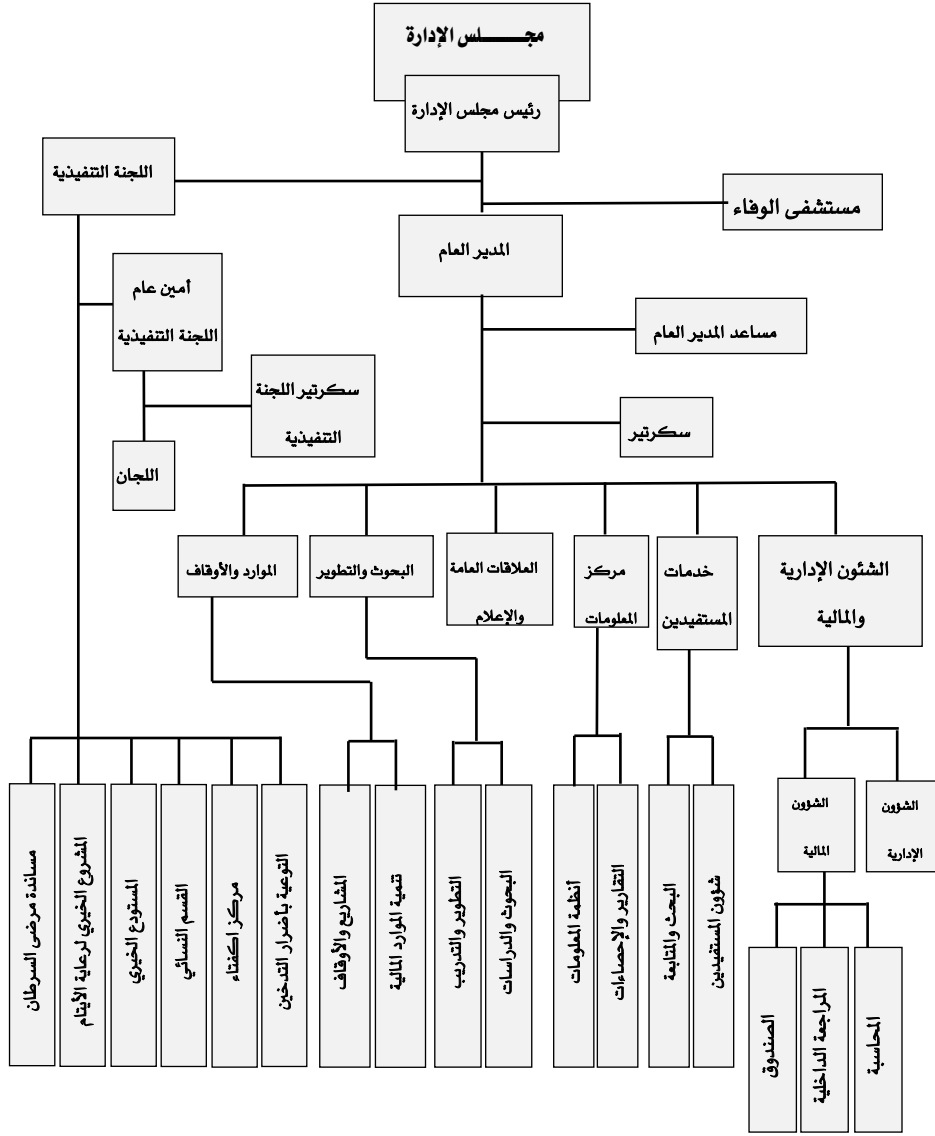 مجـــــــلس الإدارة
رئيس مجلس الإدارة
اللجنة التنفيذية
مستشفى الوفاء
المدير العام
أمين عام
اللجنة التنفيذية
مساعد المدير العام
سكرتير اللجنة
التنفيذية
سكرتير
اللجان
الشئون الإدارية
والمالية
خدمات
المستفيدين
مركز
المعلومات
العلاقات العامة
والإعلام
البحوث والتطوير
الموارد والأوقاف
الشؤون
الإدارية
الشؤون
المالية
شؤون المستفيدين
البحث والمتابعة
التقارير والإحصاءات
أنظمة المعلومات
البحوث والدراسات
التطوير والتدريب
تنمية الموارد المالية
المشاريع والأوقاف
التوعية بأضرار التدخين
مركز اكفتاء
القسم النسائي
المستودع الخيري
المشروع الخيري لرعاية الأيتام
مساندة مرضى السرطان
المحاسبة
المراجعة الداخلية
الصندوق